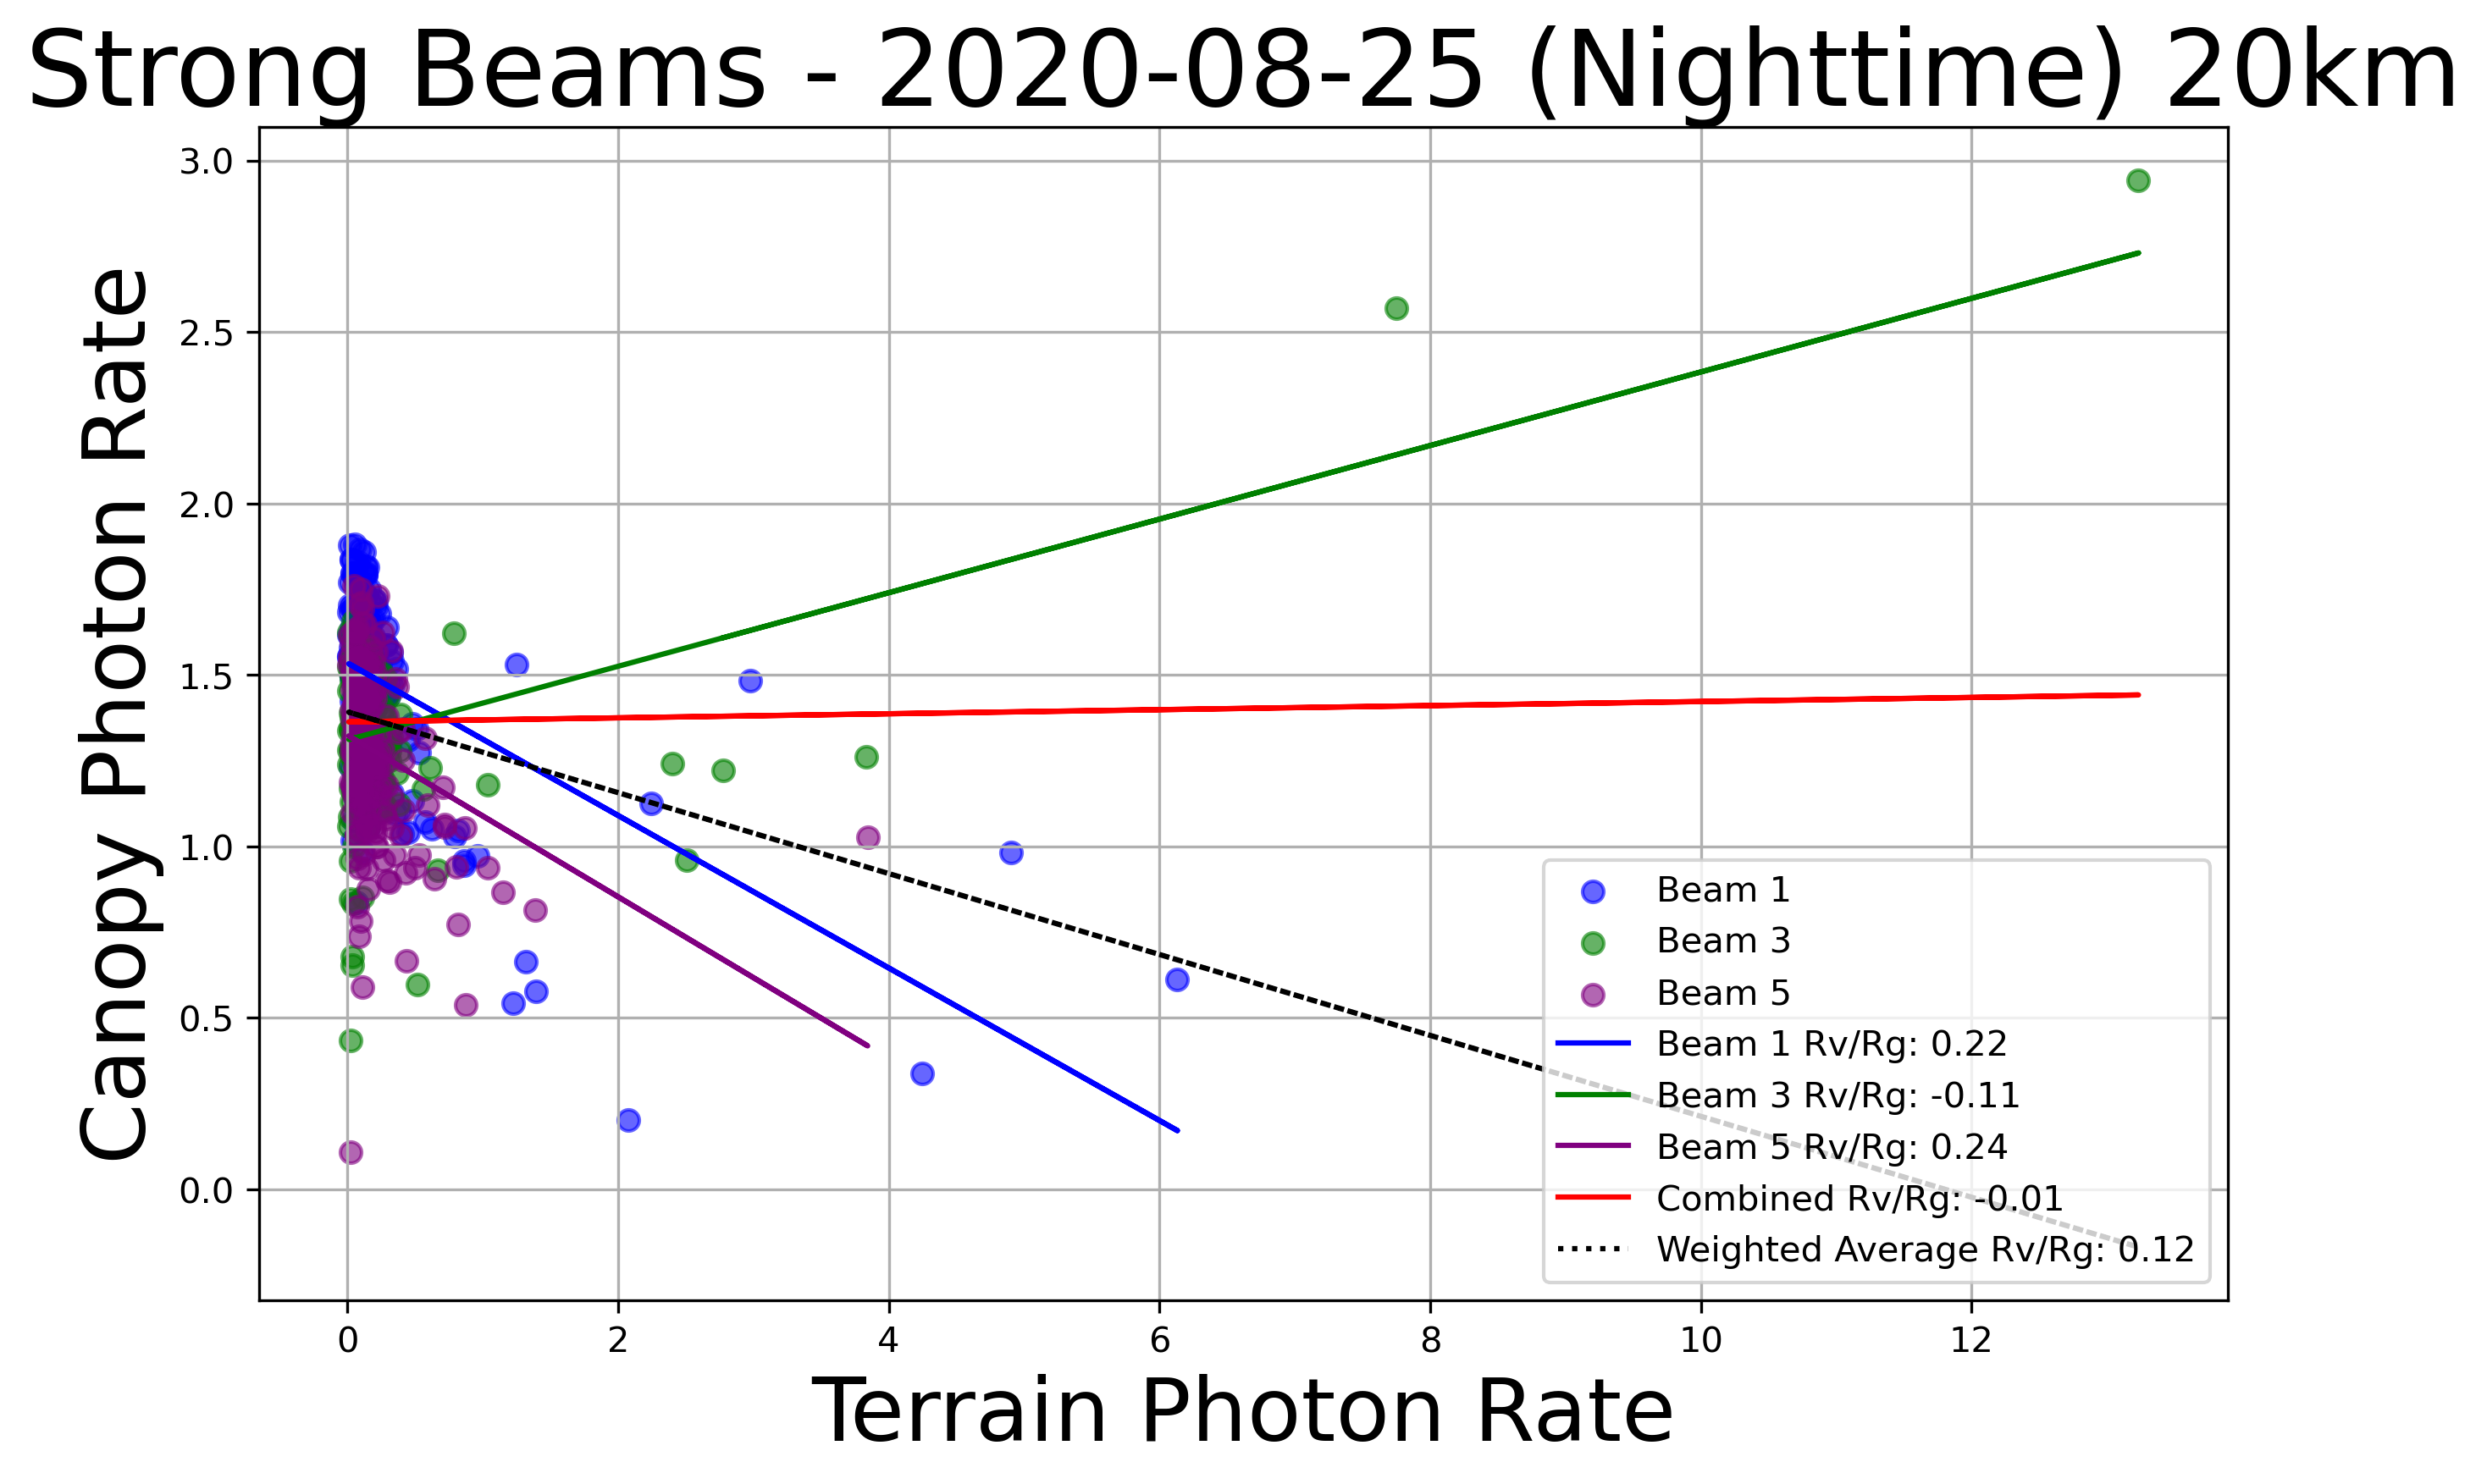 Strong Beams - 2020-08-25 (Nighttime) 20km
Canopy Photon Rate
3.0
2.5
2.0
1.5
1.0
0.5
0.0
Beam 1
Beam 3
Beam 5
Beam 1 Rv/Rg: 0.22
Beam 3 Rv/Rg: -0.11
Beam 5 Rv/Rg: 0.24
Combined Rv/Rg: -0.01
Weighted Average Rv/Rg: 0.12
0 2 4 6 8 10 12
Terrain Photon Rate